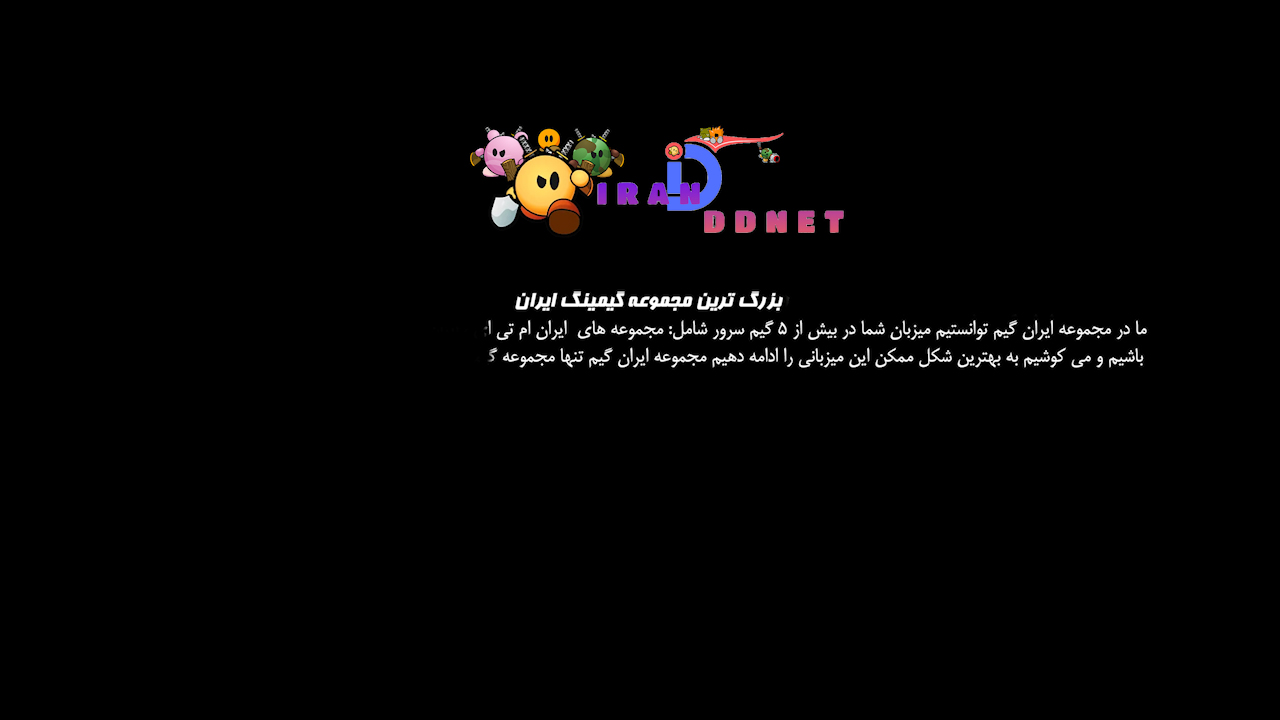 IRAN
DDNET
بزرگ ترین مجموعه گیمینگ ایران
ما در مجموعه ایران گیم توانستیم میزبان شما در بیش از ۵ گیم سرور شامل: مجموعه های ایران ام تی
باشیم و می کوشیم به بهترین شکل ممکن این میزبانی را ادامه دهیم مجموعه ایران گیم تنها مجموعه